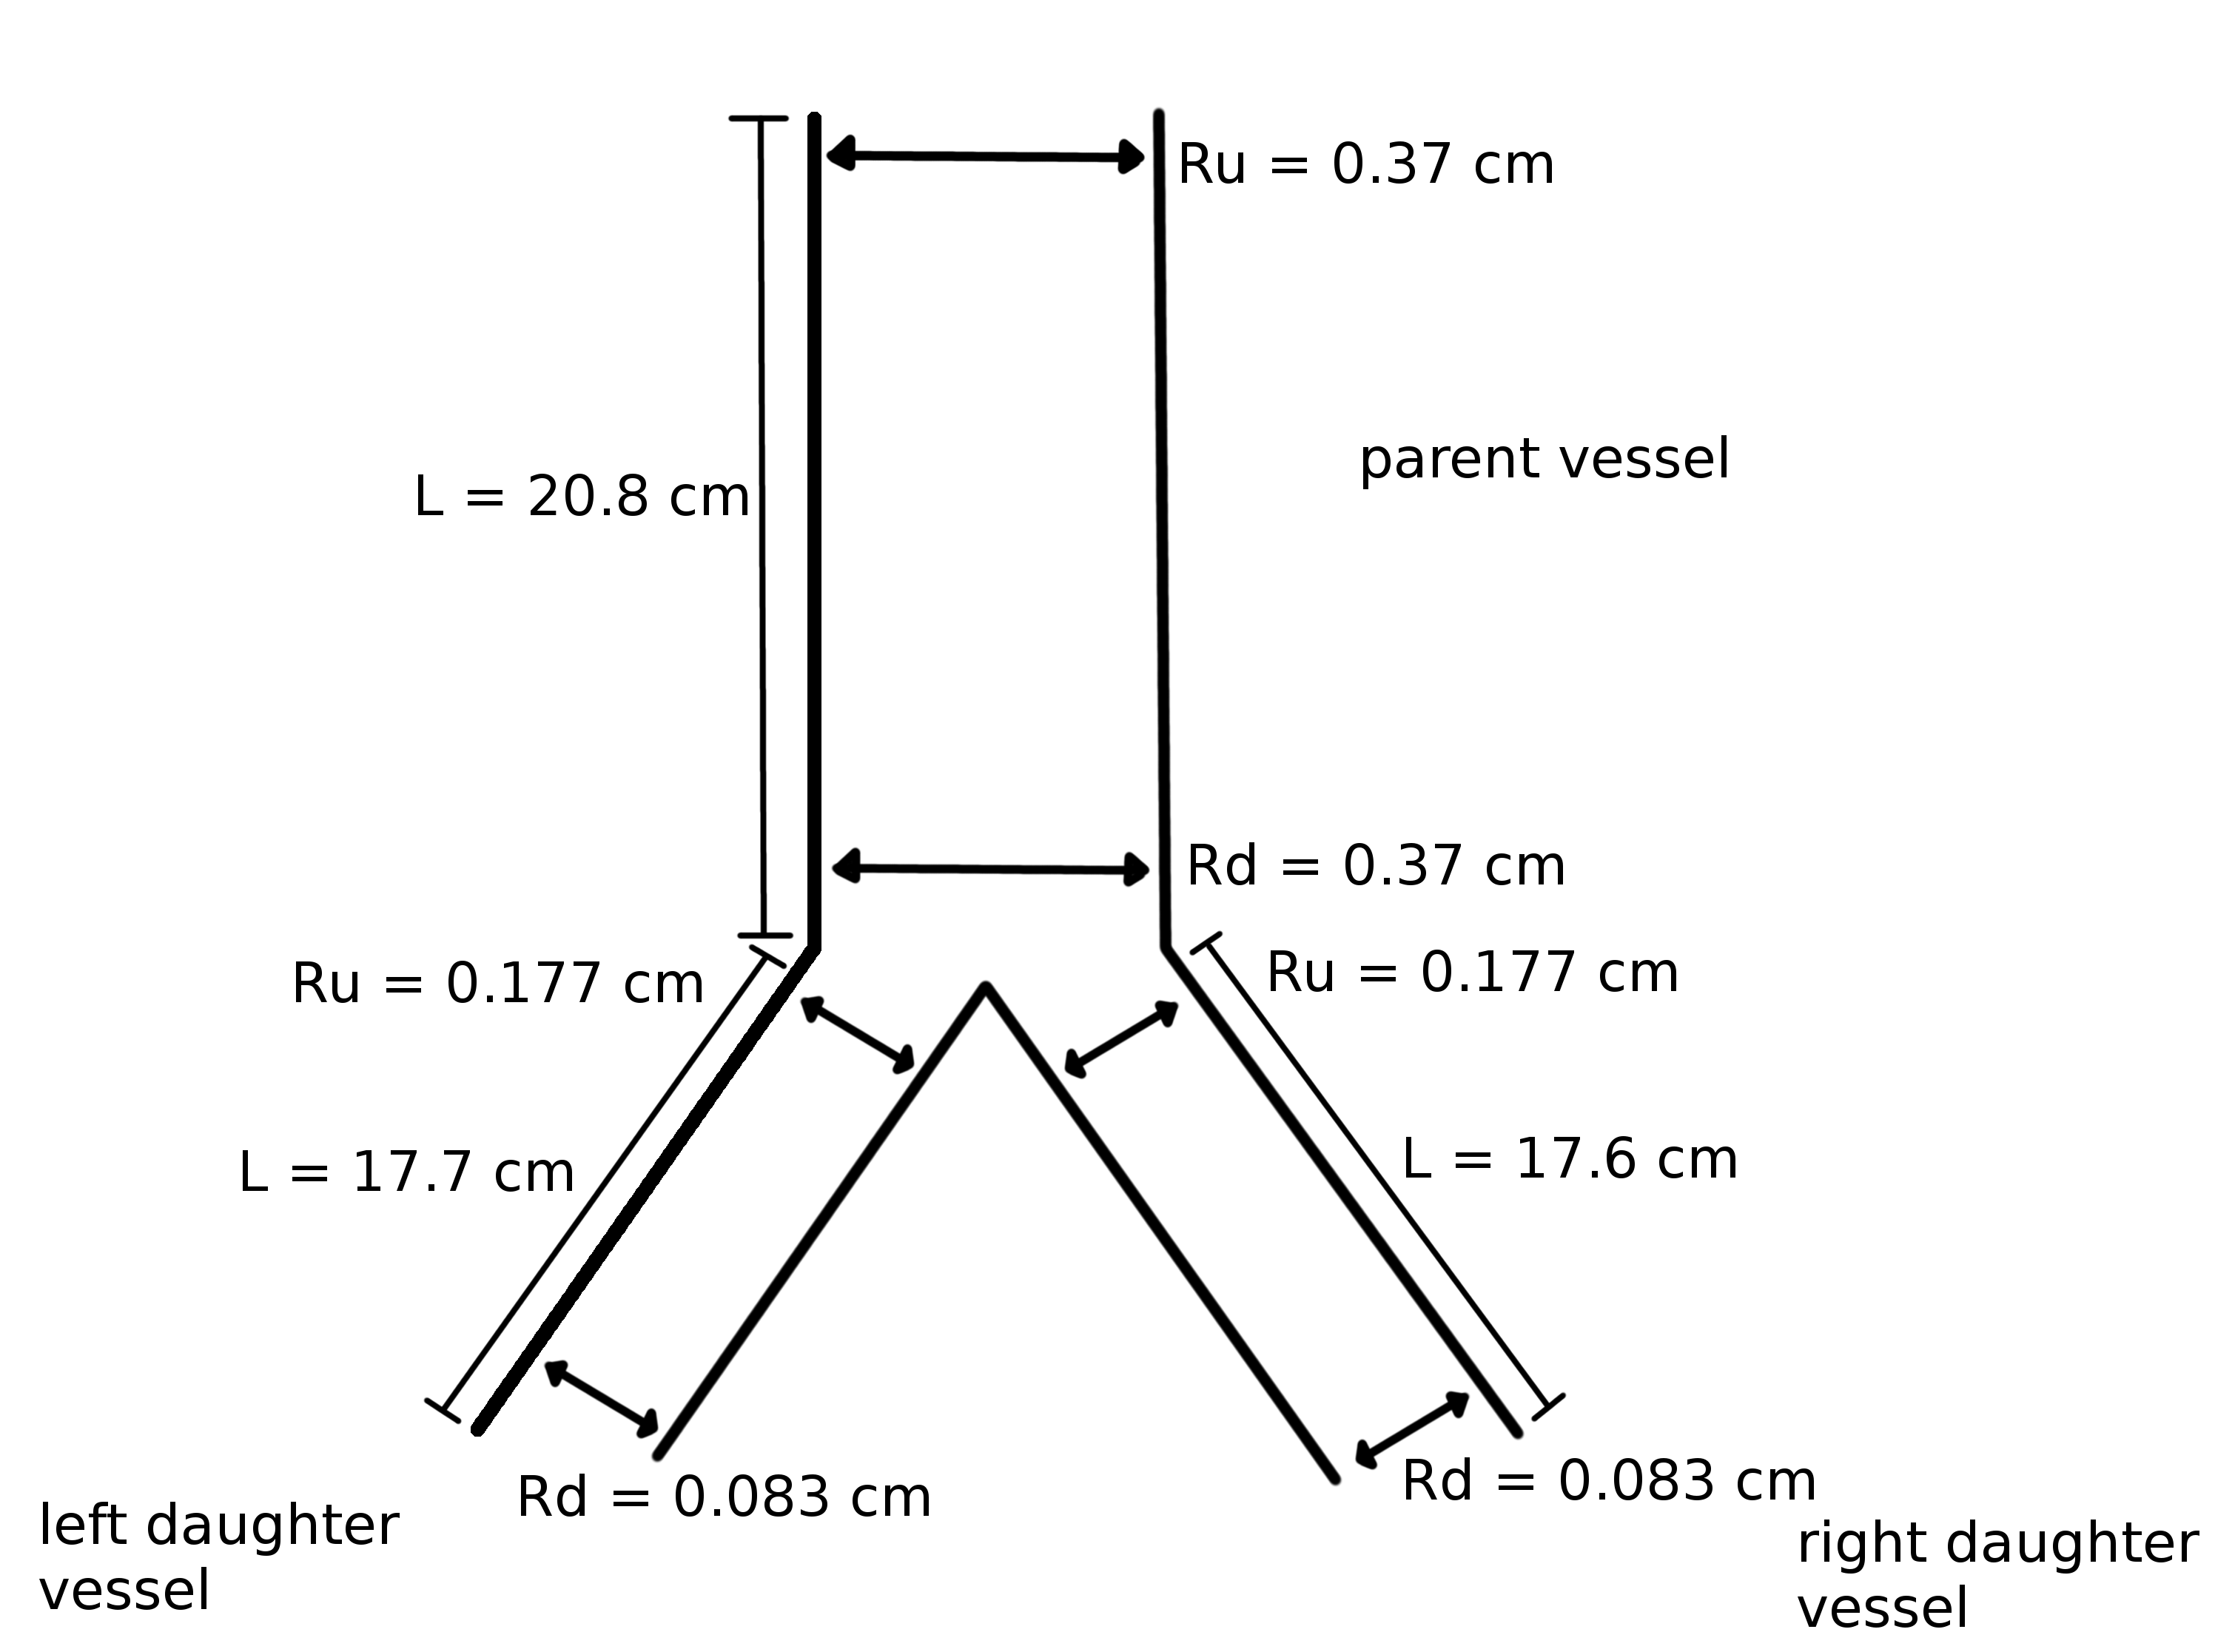 Ru = 0.37 cm
parent vessel
L = 20.8 cm
Rd = 0.37 cm
Ru = 0.177 cm
Ru = 0.177 cm
L = 17.7 cm
L = 17.6 cm
Rd = 0.083 cm
Rd = 0.083 cm
left daughter
vessel
right daughter
vessel